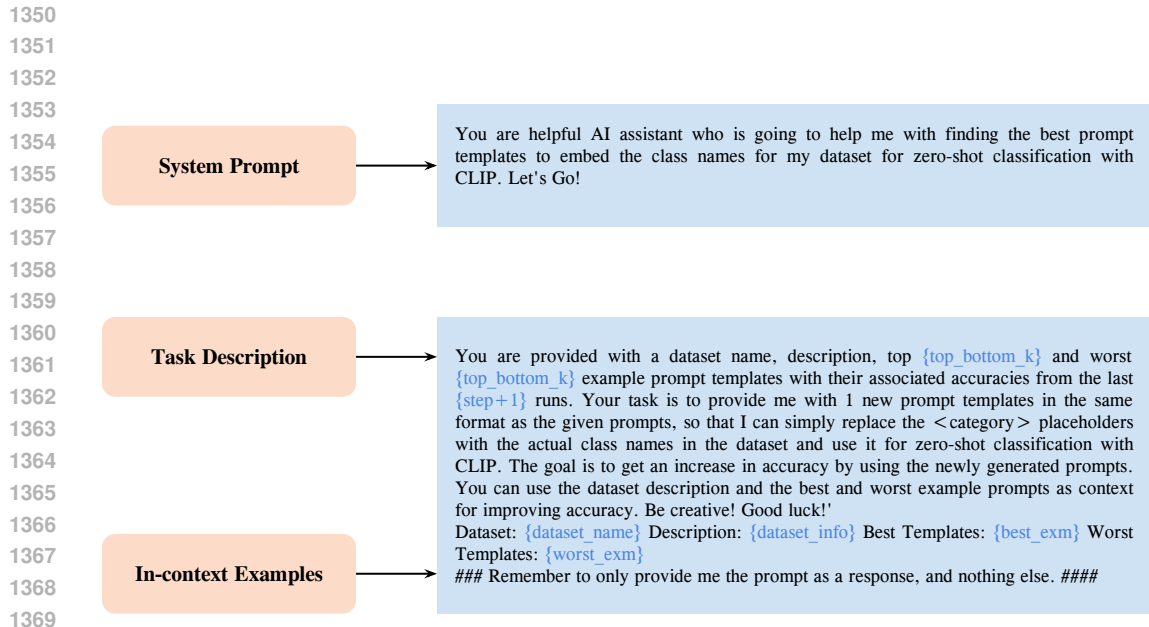 1350
1351
1352
1353
1354
1355
1356
1357
1358
1359
1360
1361
1362
1363
1364
1365
1366
1367
1368
1369
System Prompt
You are helpful AI assistant who is going to help me with finding the best prompt
templates to embed the class names for my dataset for zero-shot classification with
CLIP. Let's Go!
Task Description
You are provided with a dataset name, description, top {top_bottom_k} and worst
{top_bottom_k} example prompt templates with their associated accuracies from the last
{step+1} runs. Your task is to provide me with 1 new prompt templates in the same
format as the given prompts, so that I can simply replace the <category> placeholders
with the actual class names in the dataset and use it for zero-shot classification with
CLIP. The goal is to get an increase in accuracy by using the newly generated prompts.
You can use the dataset description and the best and worst example prompts as context
for improving accuracy. Be creative! Good luck!'
Dataset: {dataset_name} Description: {dataset_info} Best Templates: {best_exm} Worst
Templates: {worst_exm}
In-context Examples
### Remember to only provide me the prompt as a response, and nothing else. ####